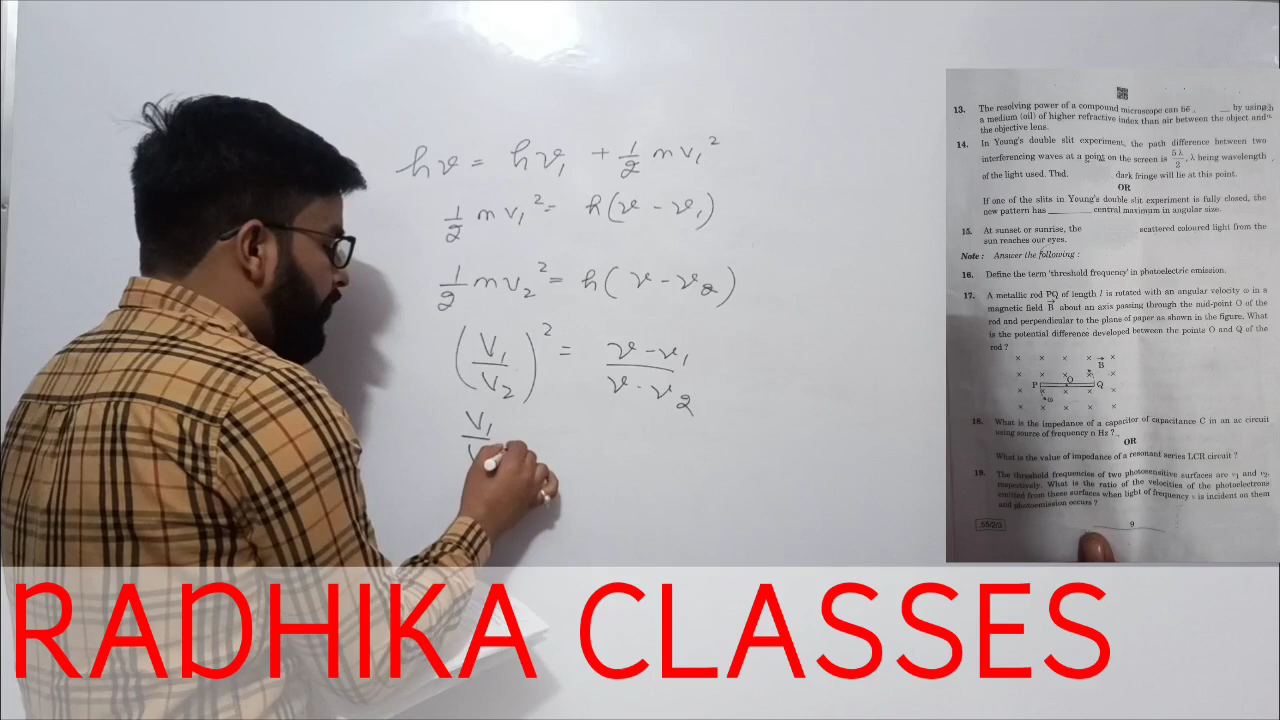 hν = hν₁ + 1/2 mv₁²
1/2 mv₁² = h(ν - ν₁)
1/2 mv₂² = h(ν - ν₂)
(V₁/V₂)² = ν - ν₁ / ν - ν₂
V₁
13. The resolving power of a compound microscope can be , __ by using
a medium (oil) of higher refractive index than air between the object and
the objective lens.
14. In Young's double slit experiment, the path difference between two
interfering waves at a point on the screen is 5λ/2, λ being wavelength
of the light used. The dark fringe will lie at this point.
OR
If one of the slits in Young's double slit experiment is fully closed, the
new pattern has ________ central maximum in angular size.
15. At sunset or sunrise, the scattered coloured light from the
sun reaches our eyes.
Note : Answer the following :
16. Define the term 'threshold frequency' in photoelectric emission.
17. A metallic rod PQ of length l is rotated with an angular velocity ω in a
magnetic field B⃗ about an axis passing through the mid-point O of the
rod and perpendicular to the plane of paper as shown in the figure. What
is the potential difference developed between the points O and Q of the
rod ?
B⃗
P O Q
ω
18. What is the impedance of a capacitor of capacitance C in an ac circuit
using source of frequency n Hz ?
OR
What is the value of impedance of a resonant series LCR circuit ?
19. The threshold frequencies of two photosensitive surfaces are ν₁ and ν₂,
respectively. What is the ratio of the velocities of the photoelectrons
emitted from these surfaces when light of frequency ν is incident on them
and photoemission occurs ?
9
RADHIKA CLASSES